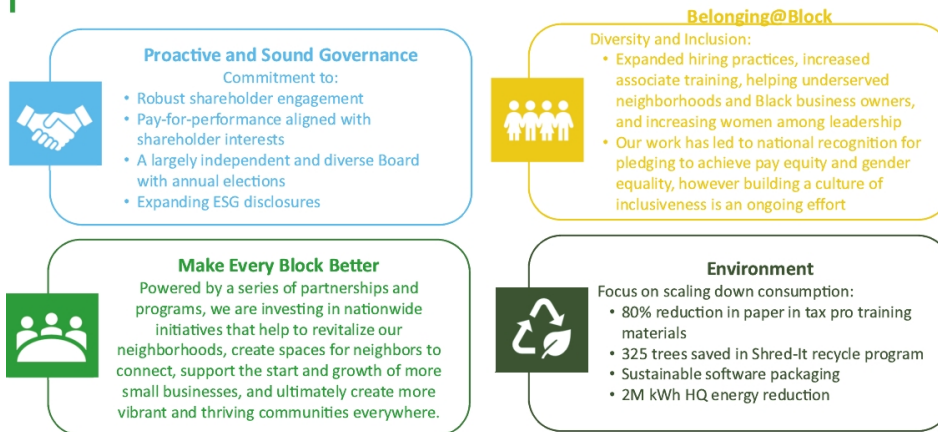 Proactive and Sound Governance
Commitment to:
• Robust shareholder engagement
• Pay-for-performance aligned with
shareholder interests
• A largely independent and diverse Board
with annual elections
• Expanding ESG disclosures
Belonging@Block
Diversity and Inclusion:
• Expanded hiring practices, increased
associate training, helping underserved
neighborhoods and Black business owners,
and increasing women among leadership
• Our work has led to national recognition for
pledging to achieve pay equity and gender
equality, however building a culture of
inclusiveness is an ongoing effort
Make Every Block Better
Powered by a series of partnerships and
programs, we are investing in nationwide
initiatives that help to revitalize our
neighborhoods, create spaces for neighbors to
connect, support the start and growth of more
small businesses, and ultimately create more
vibrant and thriving communities everywhere.
Environment
Focus on scaling down consumption:
• 80% reduction in paper in tax pro training
materials
• 325 trees saved in Shred-It recycle program
• Sustainable software packaging
• 2M kWh HQ energy reduction